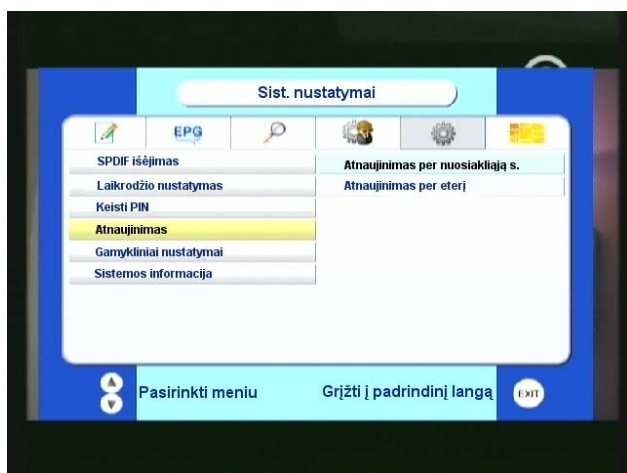 Sist. nustatymai
EPG
SPDIF išėjimas
Laikrodžio nustatymas
Keisti PIN
Atnaujinimas
Gamykliniai nustatymai
Sistemos informacija
Atnaujinimas per nuosiakliąją s.
Atnaujinimas per eterį
Pasirinkti meniu
Grįžti į padrindinį langą
EXIT